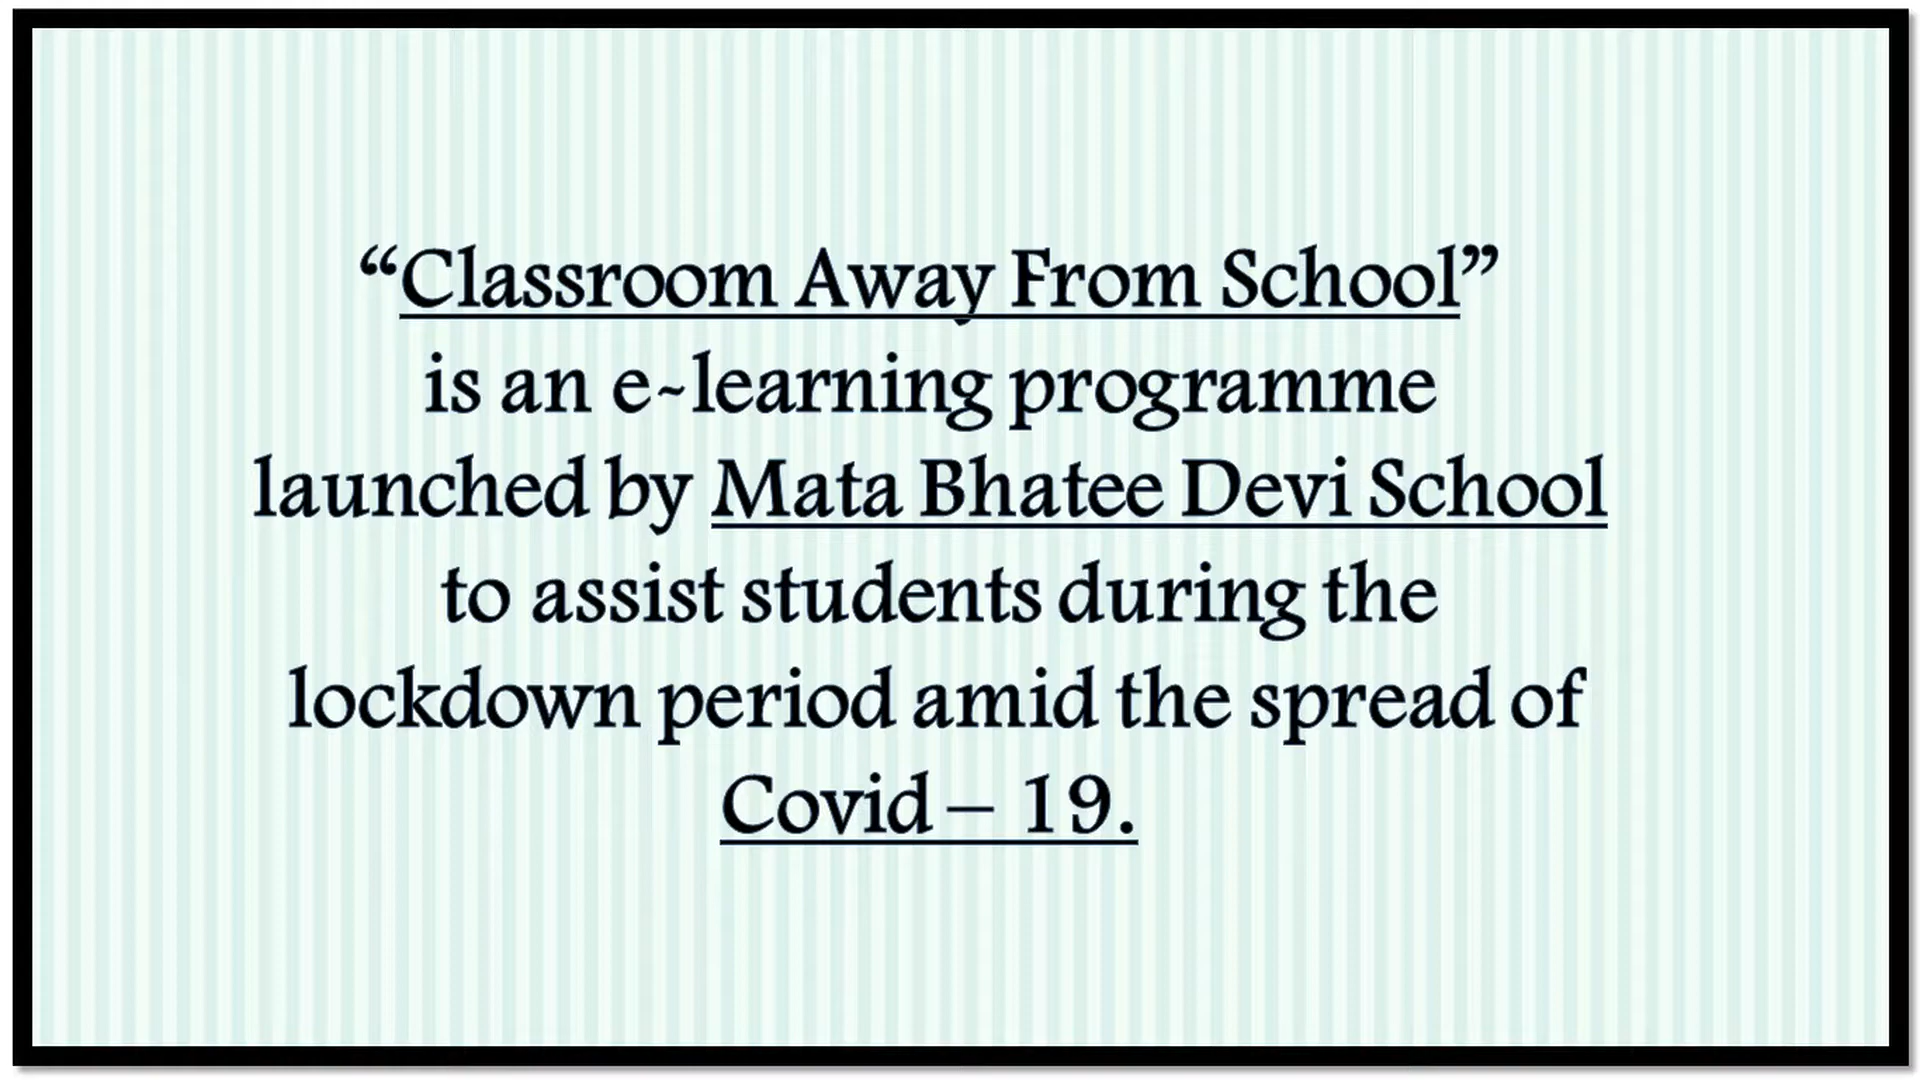 “Classroom Away From School”
is an e-learning programme
launched by Mata Bhatee Devi School
to assist students during the
lockdown period amid the spread of
Covid – 19.